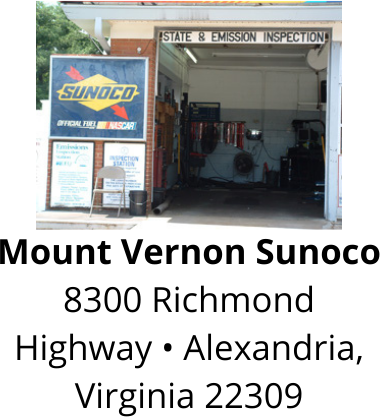 STATE & EMISSION INSPECTION
SUNOCO
OFFICIAL FUEL NASCAR
Emissions
INSPECTION
STATION
Mount Vernon Sunoco
8300 Richmond
Highway • Alexandria,
Virginia 22309